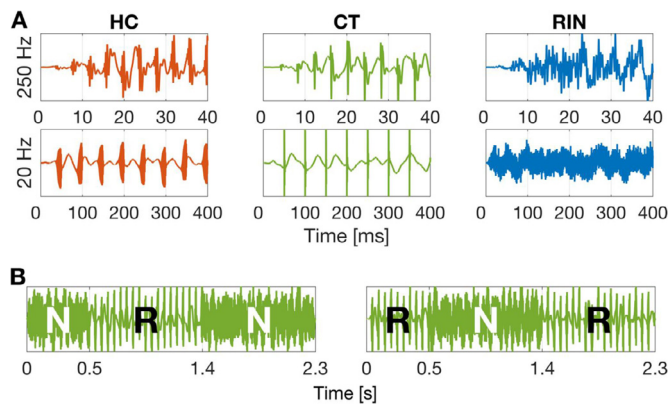 A
HC CT RIN
250 Hz
0 10 20 30 40 0 10 20 30 40 0 10 20 30 40
20 Hz
0 100 200 300 400 0 100 200 300 400 0 100 200 300 400
Time [ms]
B
N R N R N R
0 0.5 1.4 2.3 0 0.5 1.4 2.3
Time [s]